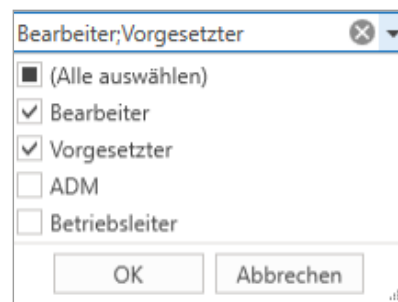 Bearbeiter;Vorgesetzter
(Alle auswählen)
Bearbeiter
Vorgesetzter
ADM
Betriebsleiter
OK Abbrechen